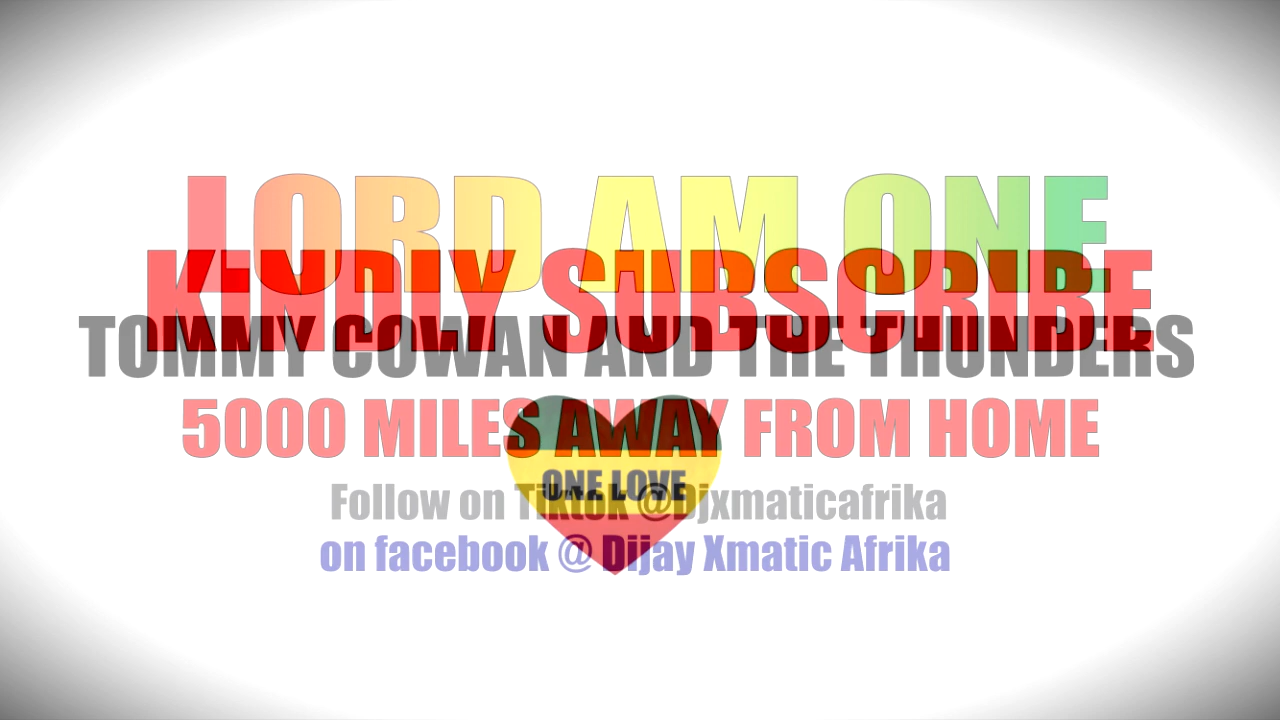 LORD AM ONE
KINDLY SUBSCRIBE
TOMMY COWAN AND THE THUNDERS
5000 MILES AWAY FROM HOME
ONE LOVE
Follow on Tiktok @Djxmaticafrika
on facebook @ Dijay Xmatic Afrika